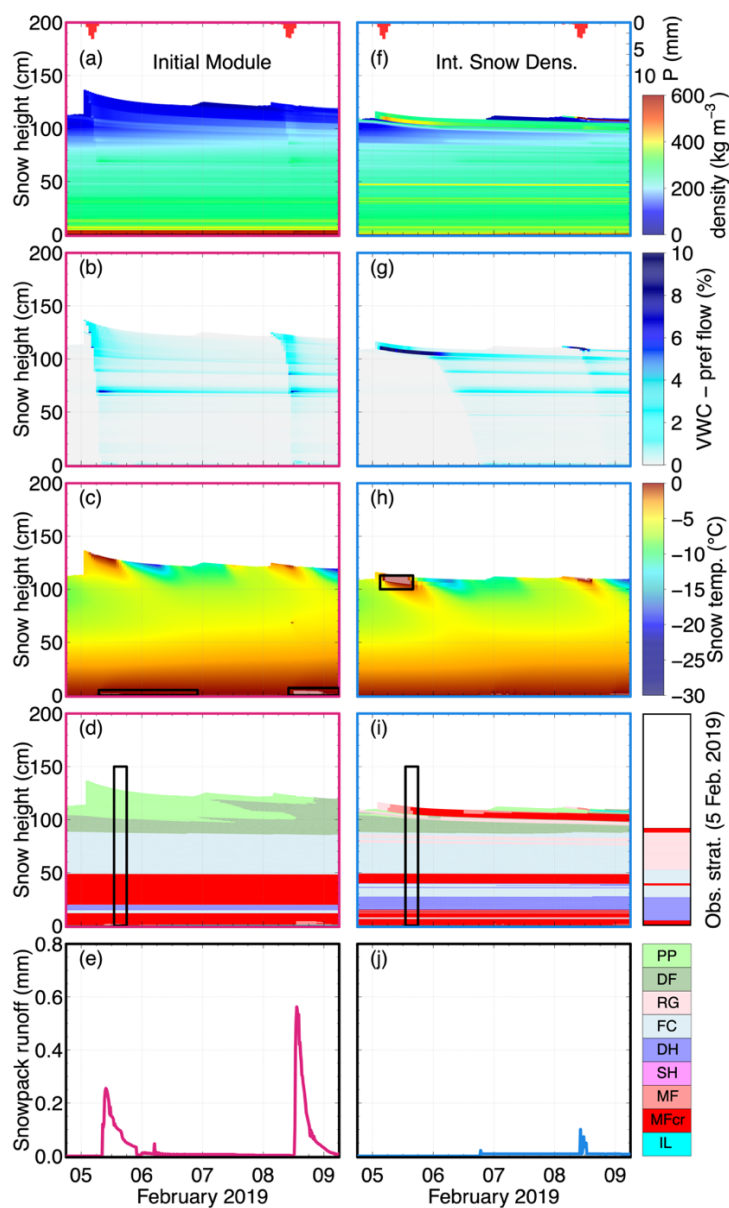 200
150
100
50
0
Snow height (cm)
(a)
Initial Module
(f)
Int. Snow Dens.
0
5
10
P (mm)
600
400
200
0
density (kg m⁻³)
200
150
100
50
0
Snow height (cm)
(b)
(g)
10
8
6
4
2
0
VWC − pref flow (%)
200
150
100
50
0
Snow height (cm)
(c)
(h)
0
−5
−10
−15
−20
−25
−30
Snow temp. (°C)
200
150
100
50
0
Snow height (cm)
(d)
(i)
Obs. strat. (5 Feb. 2019)
0.8
0.6
0.4
0.2
0.0
Snowpack runoff (mm)
(e)
(j)
PP
DF
RG
FC
DH
SH
MF
MFcr
IL
05 06 07 08 09
February 2019
05 06 07 08 09
February 2019